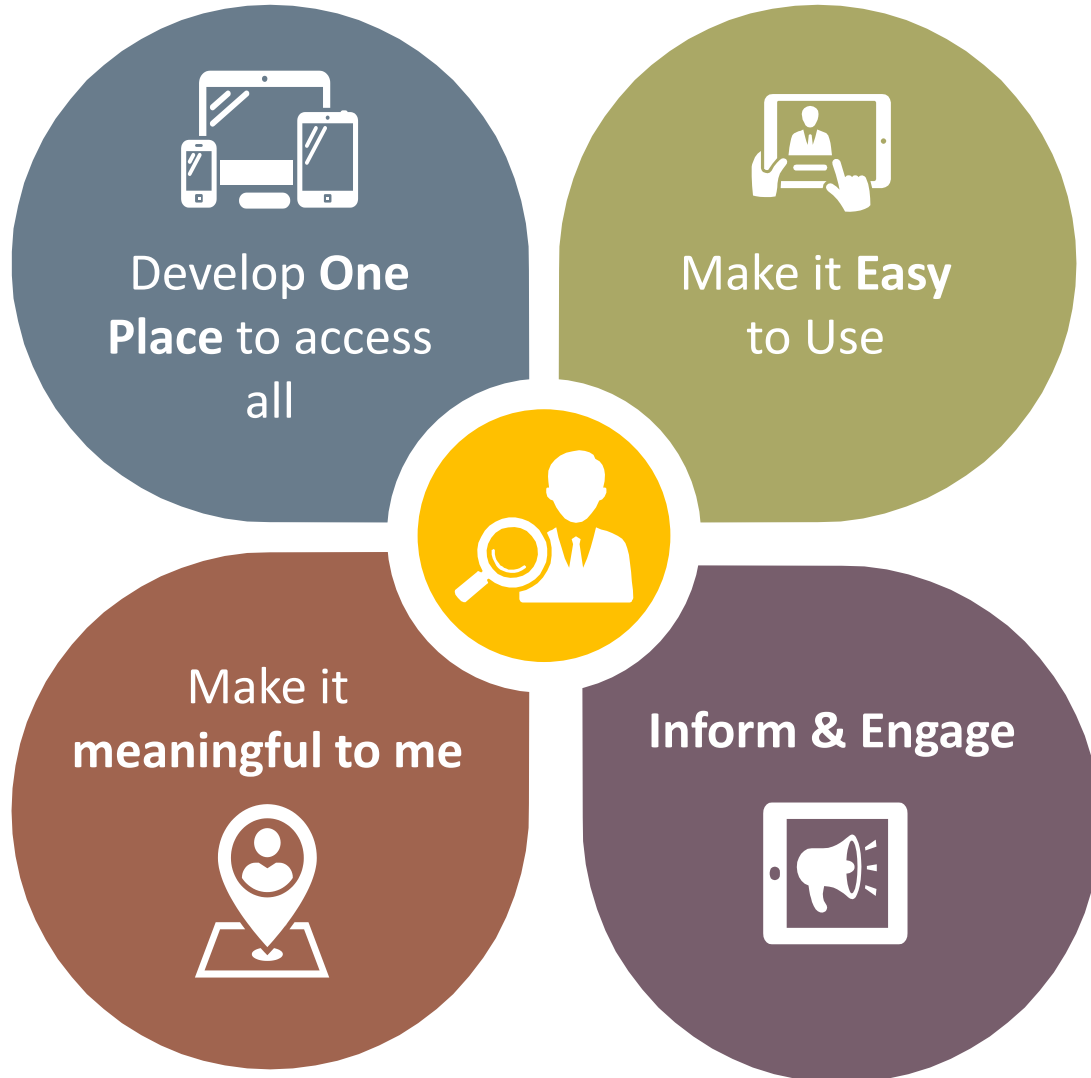 Develop One
Place to access
all
Make it Easy
to Use
Make it
meaningful to me
Inform & Engage